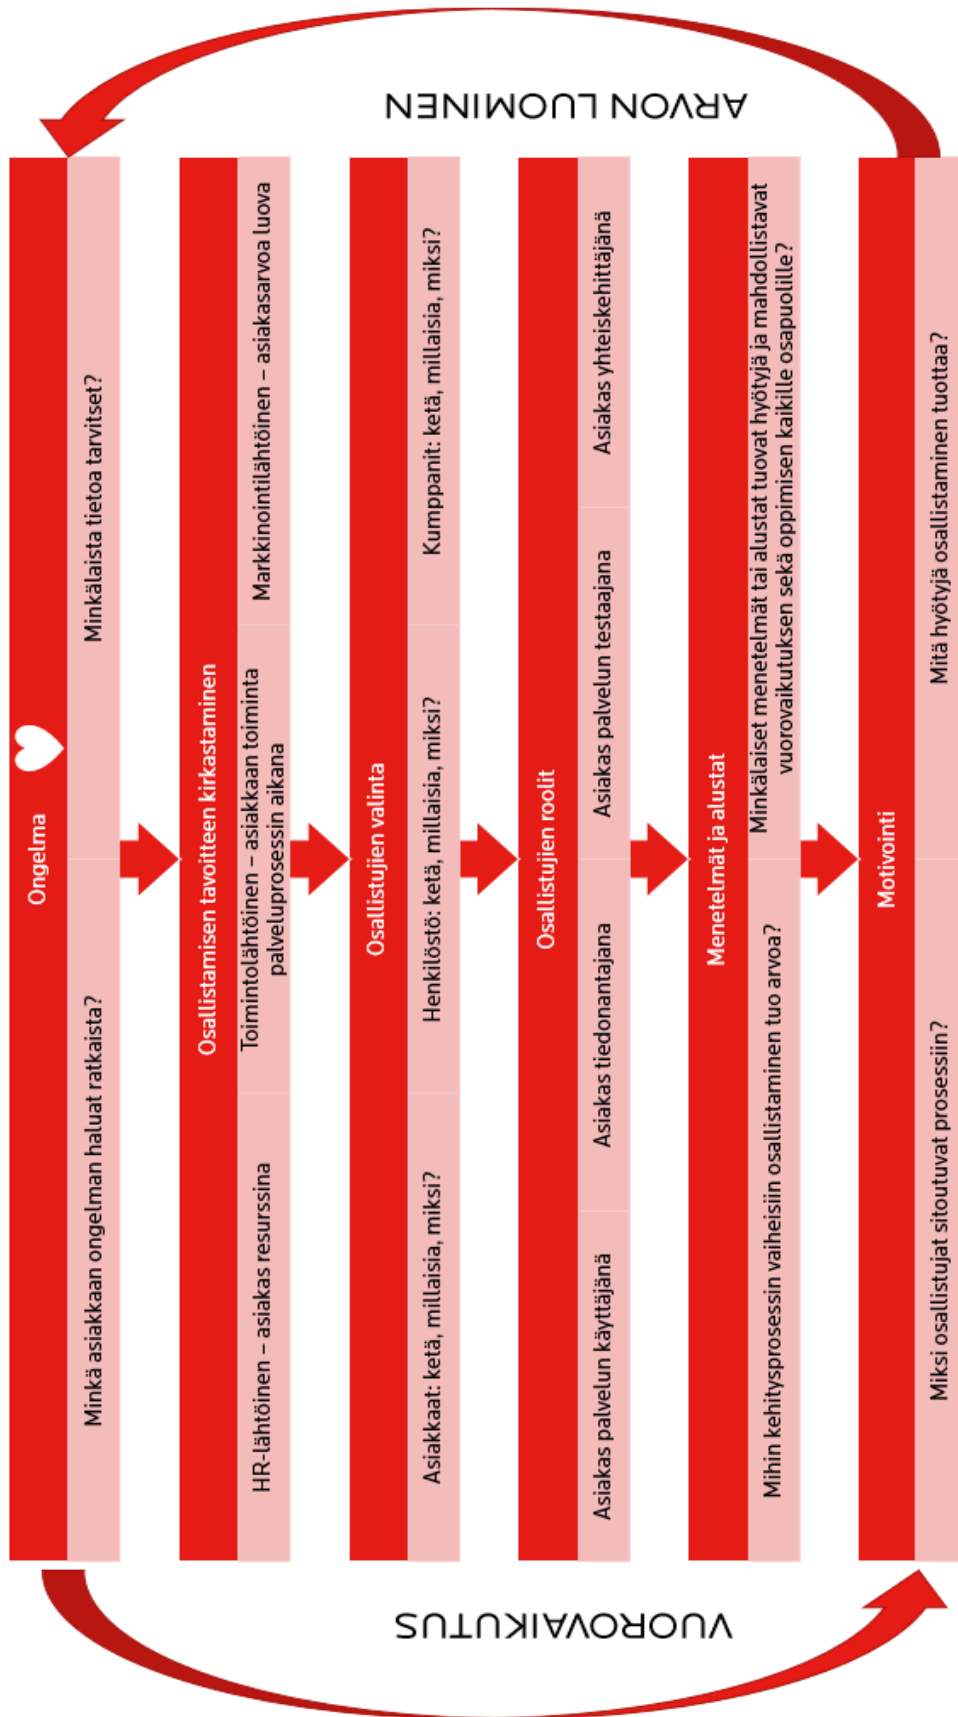 Ongelma
Minkä asiakkaan ongelman haluat ratkaista?
Minkälaista tietoa tarvitset?
Osallistamisen tavoitteen kirkastaminen
HR-lähtöinen – asiakas resurssina
Toimintolähtöinen – asiakkaan toiminta
palveluprosessin aikana
Markkinointilähtöinen – asiakasarvoa luova
Osallistujien valinta
Asiakkaat: ketä, millaisia, miksi?
Henkilöstö: ketä, millaisia, miksi?
Kumppanit: ketä, millaisia, miksi?
Osallistujien roolit
Asiakas palvelun käyttäjänä
Asiakas tiedonantajana
Asiakas palvelun testaajana
Asiakas yhteiskehittäjänä
Menetelmät ja alustat
Mihin kehitysprosessin vaiheisiin osallistaminen tuo arvoa?
Minkälaiset menetelmät tai alustat tuovat hyötyjä ja mahdollistavat
vuorovaikutuksen sekä oppimisen kaikille osapuolille?
Motivointi
Miksi osallistujat sitoutuvat prosessiin?
Mitä hyötyjä osallistaminen tuottaa?
VUOROVAIKUTUS
ARVON LUOMINEN